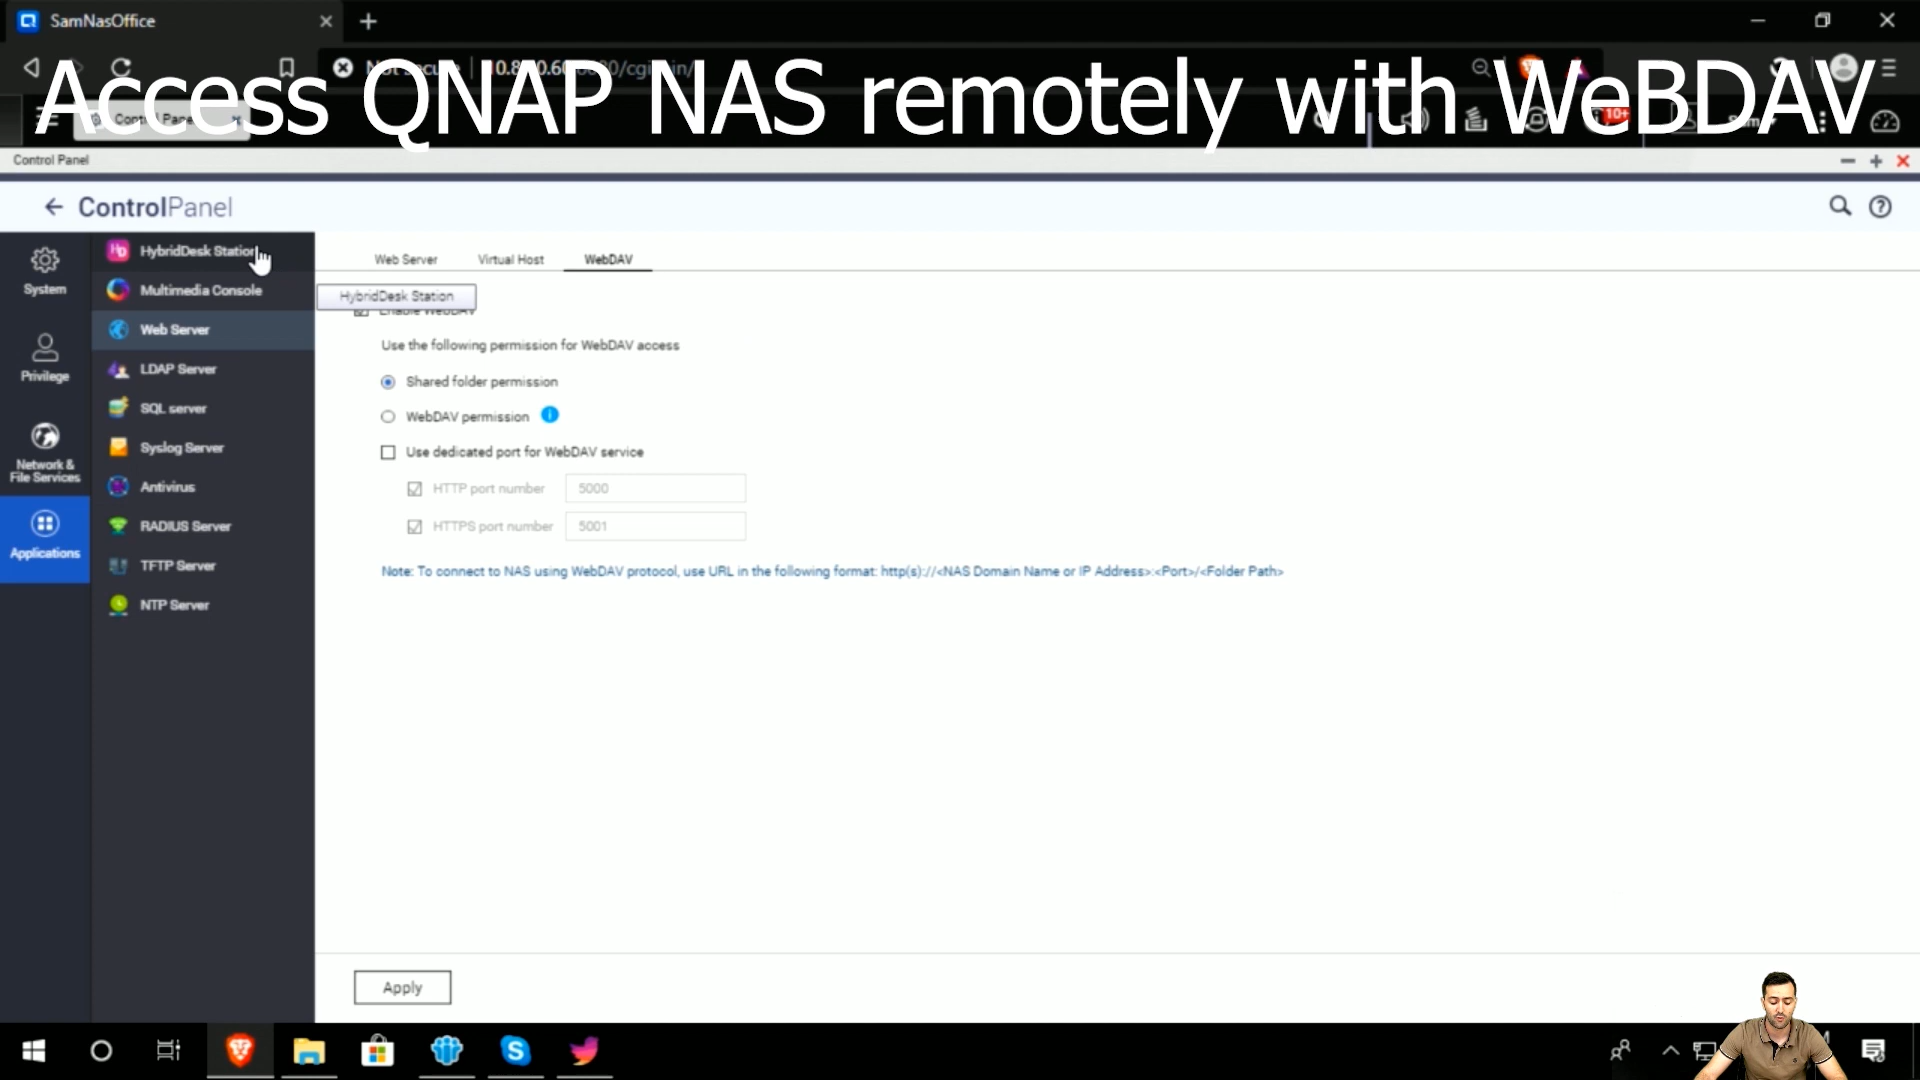 SamNasOffice
Access QNAP NAS remotely with WeBDAV
10+
Control Panel
ControlPanel
System
Privilege
Network &
File Services
Applications
HybridDesk Station
Multimedia Console
Web Server
LDAP Server
SQL server
Syslog Server
Antivirus
RADIUS Server
TFTP Server
NTP Server
Web Server Virtual Host WebDAV
HybridDesk Station
Enable WebDAV
Use the following permission for WebDAV access
Shared folder permission
WebDAV permission
Use dedicated port for WebDAV service
HTTP port number 5000
HTTPS port number 5001
Note: To connect to NAS using WebDAV protocol, use URL in the following format: http(s)://<NAS Domain Name or IP Address>:<Port>/<Folder Path>
Apply